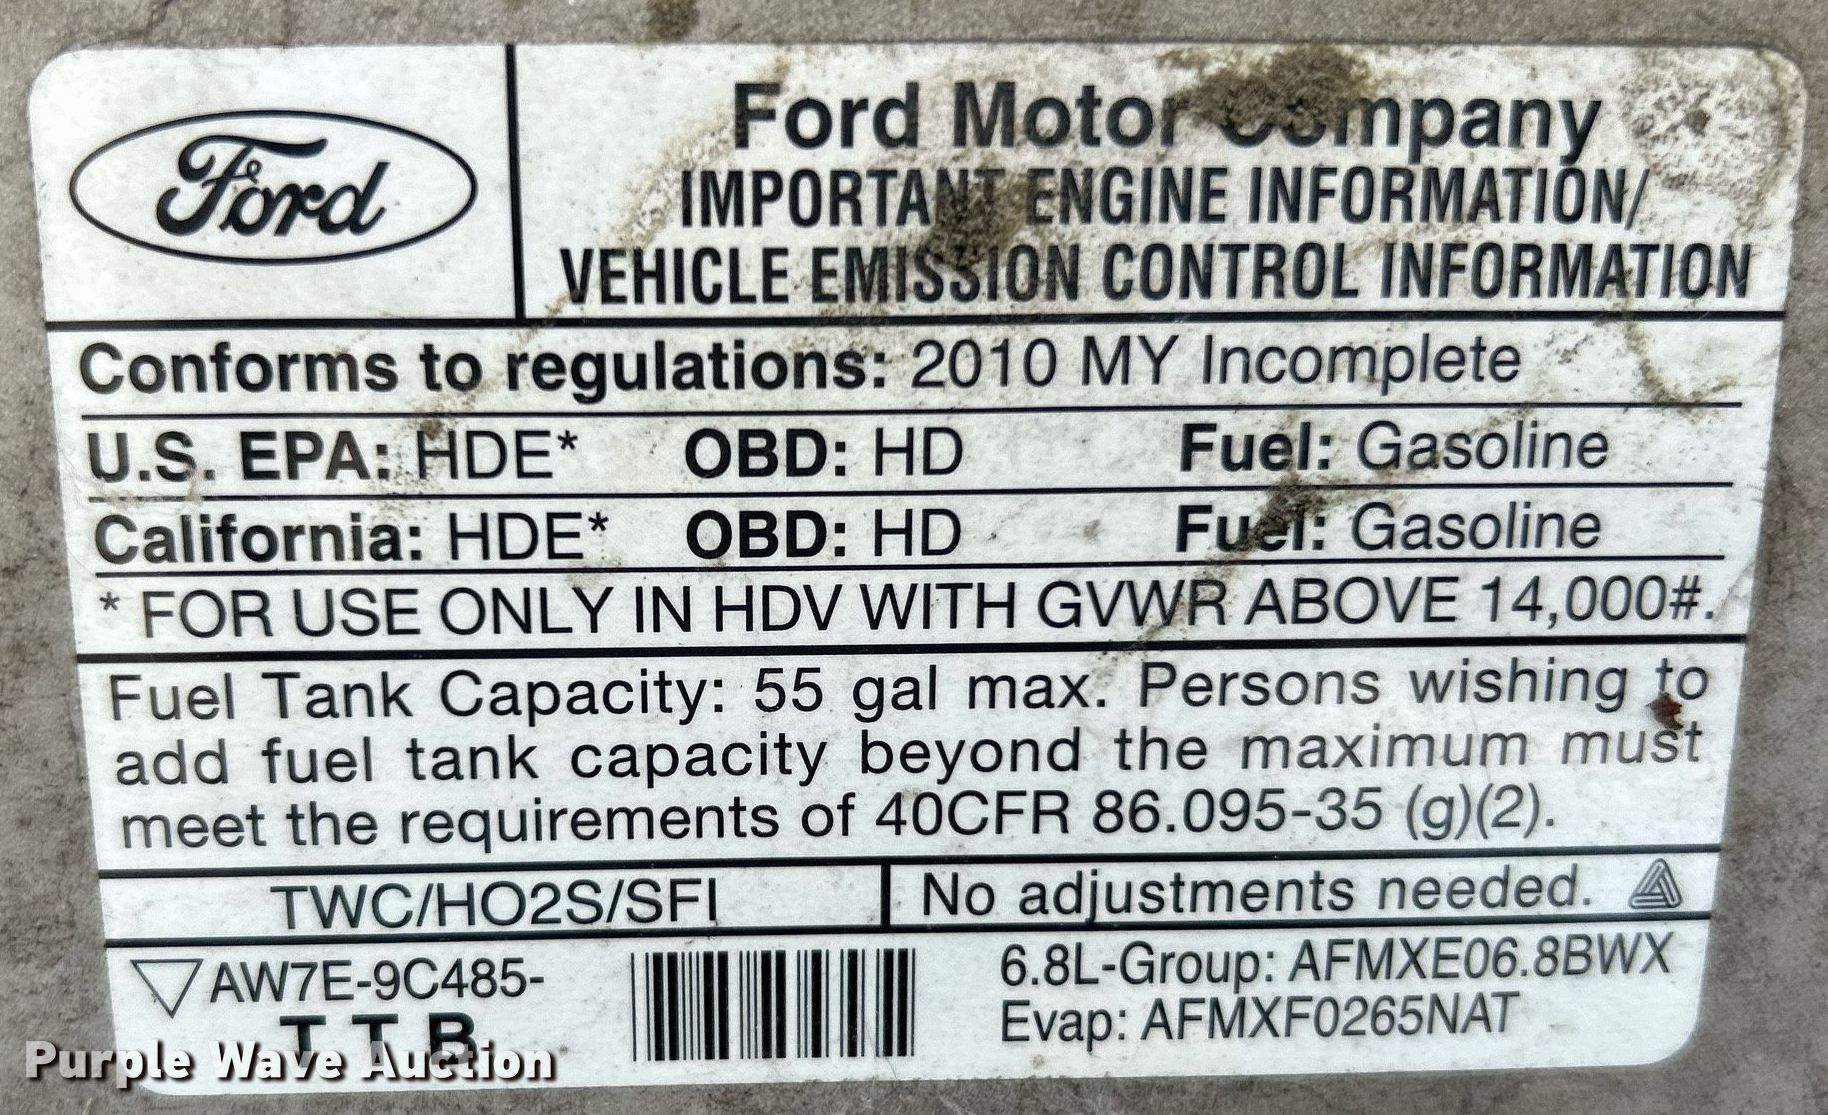 Ford
Ford Motor Company
IMPORTANT ENGINE INFORMATION/
VEHICLE EMISSION CONTROL INFORMATION
Conforms to regulations: 2010 MY Incomplete
U.S. EPA: HDE* OBD: HD Fuel: Gasoline
California: HDE* OBD: HD Fuel: Gasoline
* FOR USE ONLY IN HDV WITH GVWR ABOVE 14,000#.
Fuel Tank Capacity: 55 gal max. Persons wishing to
add fuel tank capacity beyond the maximum must
meet the requirements of 40CFR 86.095-35 (g)(2).
TWC/HO2S/SFI No adjustments needed.
AW7E-9C485-
T T B
6.8L-Group: AFMXE06.8BWX
Evap: AFMXF0265NAT
Purple Wave Auction